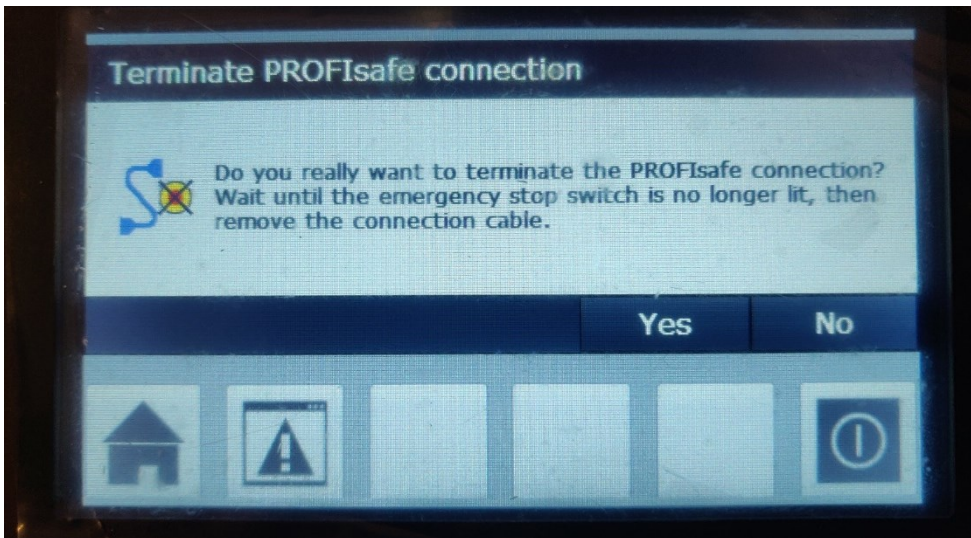 Terminate PROFIsafe connection
Do you really want to terminate the PROFIsafe connection?
Wait until the emergency stop switch is no longer lit, then
remove the connection cable.
Yes No